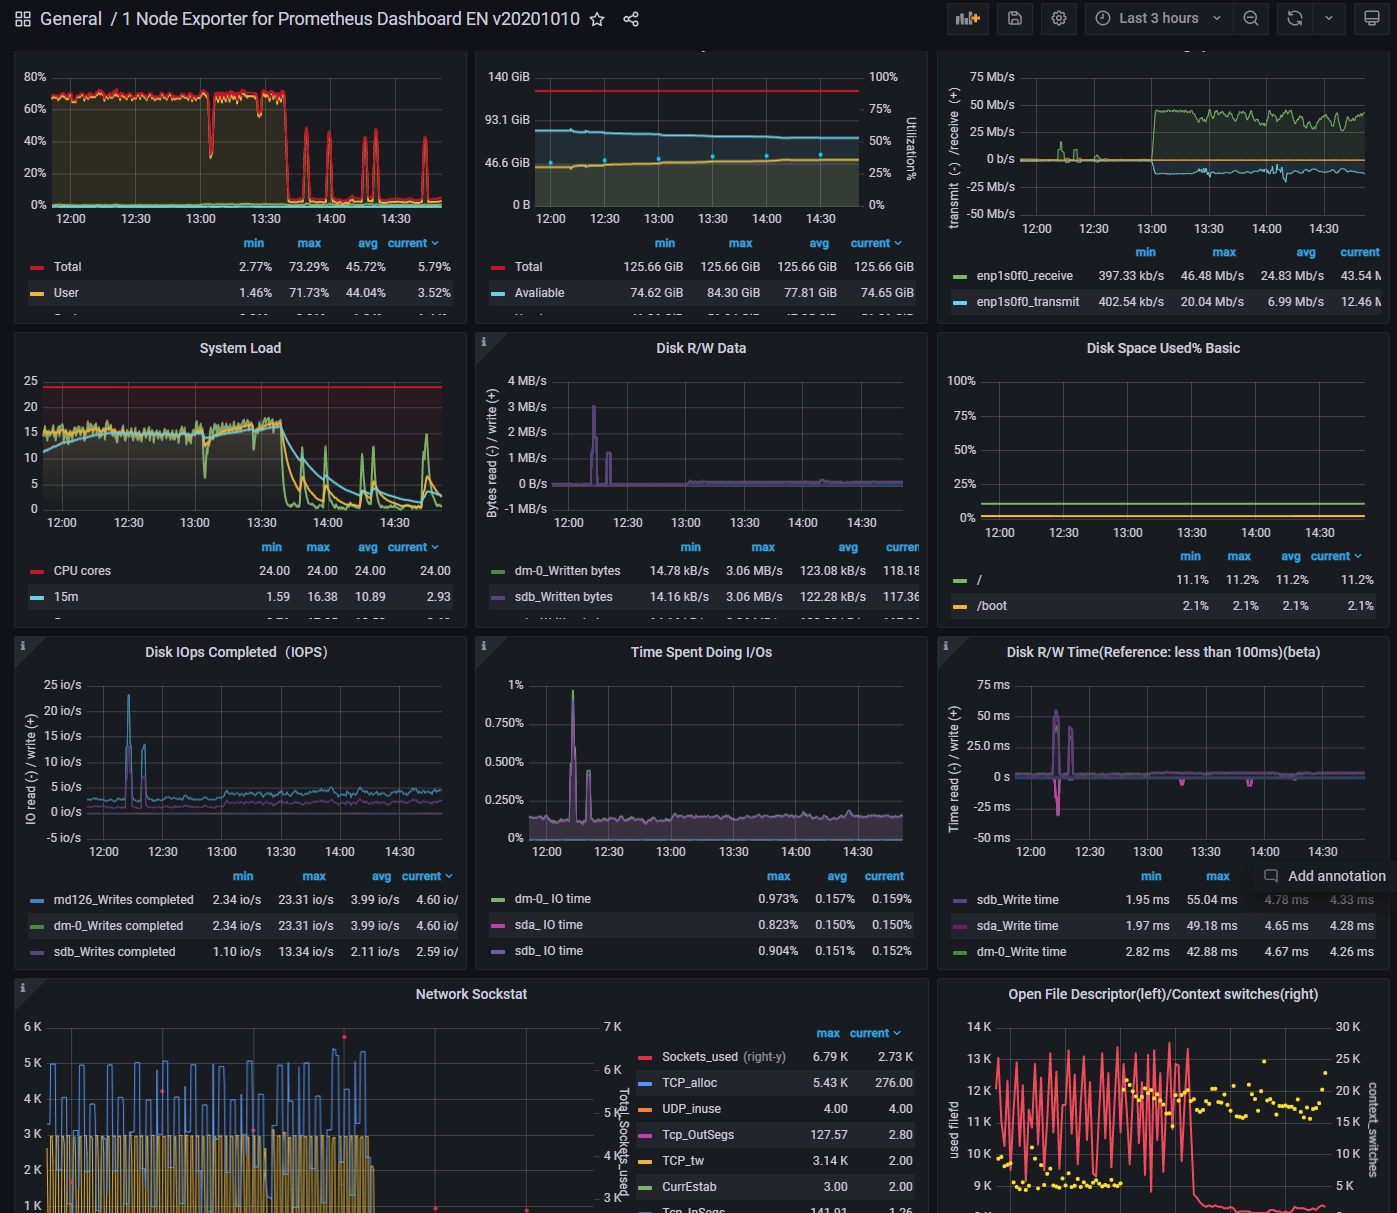 General / 1 Node Exporter for Prometheus Dashboard EN v20201010
Last 3 hours
80%
60%
40%
20%
0%
12:00 12:30 13:00 13:30 14:00 14:30
min max avg current
Total 2.77% 73.29% 45.72% 5.79%
User 1.46% 71.73% 44.04% 3.52%
140 GiB
93.1 GiB
46.6 GiB
0 B
100%
75%
50%
25%
0%
Utilization%
12:00 12:30 13:00 13:30 14:00 14:30
min max avg current
Total 125.66 GiB 125.66 GiB 125.66 GiB 125.66 GiB
Avaliable 74.62 GiB 84.30 GiB 77.81 GiB 74.65 GiB
transmit (-) /receive (+)
75 Mb/s
50 Mb/s
25 Mb/s
0 b/s
-25 Mb/s
-50 Mb/s
12:00 12:30 13:00 13:30 14:00 14:30
min max avg current
enp1s0f0_receive 397.33 kb/s 46.48 Mb/s 24.83 Mb/s 43.54 M
enp1s0f0_transmit 402.54 kb/s 20.04 Mb/s 6.99 Mb/s 12.46 M
System Load
25
20
15
10
5
0
12:00 12:30 13:00 13:30 14:00 14:30
min max avg current
CPU cores 24.00 24.00 24.00 24.00
15m 1.59 16.38 10.89 2.93
Disk R/W Data
Bytes read (-) / write (+)
4 MB/s
3 MB/s
2 MB/s
1 MB/s
0 B/s
-1 MB/s
12:00 12:30 13:00 13:30 14:00 14:30
min max avg curren
dm-0_Written bytes 14.78 kB/s 3.06 MB/s 123.08 kB/s 118.18
sdb_Written bytes 14.16 kB/s 3.06 MB/s 122.28 kB/s 117.36
Disk Space Used% Basic
100%
75%
50%
25%
0%
12:00 12:30 13:00 13:30 14:00 14:30
min max avg current
/ 11.1% 11.2% 11.2% 11.2%
/boot 2.1% 2.1% 2.1% 2.1%
Disk IOps Completed（IOPS）
IO read (-) / write (+)
25 io/s
20 io/s
15 io/s
10 io/s
5 io/s
0 io/s
-5 io/s
12:00 12:30 13:00 13:30 14:00 14:30
min max avg current
md126_Writes completed 2.34 io/s 23.31 io/s 3.99 io/s 4.60 io/
dm-0_Writes completed 2.34 io/s 23.31 io/s 3.99 io/s 4.60 io/
sdb_Writes completed 1.10 io/s 13.34 io/s 2.11 io/s 2.59 io/
Time Spent Doing I/Os
1%
0.750%
0.500%
0.250%
0%
12:00 12:30 13:00 13:30 14:00 14:30
max avg current
dm-0_ IO time 0.973% 0.157% 0.159%
sda_ IO time 0.823% 0.150% 0.150%
sdb_ IO time 0.904% 0.151% 0.152%
Disk R/W Time(Reference: less than 100ms)(beta)
Time read (-) / write (+)
75 ms
50 ms
25.0 ms
0 s
-25 ms
-50 ms
12:00 12:30 13:00 13:30 14:00 14:30
min max
Add annotation
sdb_Write time 1.95 ms 55.04 ms 4.78 ms 4.33 ms
sda_Write time 1.97 ms 49.18 ms 4.65 ms 4.28 ms
dm-0_Write time 2.82 ms 42.88 ms 4.67 ms 4.26 ms
Network Sockstat
6 K
5 K
4 K
3 K
2 K
1 K
7 K
6 K
5 K
4 K
3 K
Total_Sockets_used
max current
Sockets_used (right-y) 6.79 K 2.73 K
TCP_alloc 5.43 K 276.00
UDP_inuse 4.00 4.00
Tcp_OutSegs 127.57 2.80
TCP_tw 3.14 K 2.00
CurrEstab 3.00 2.00
Tcp_InSegs 141.91 1.26
Open File Descriptor(left)/Context switches(right)
used filefd
14 K
13 K
12 K
11 K
10 K
9 K
30 K
25 K
20 K
15 K
10 K
5 K
context_switches